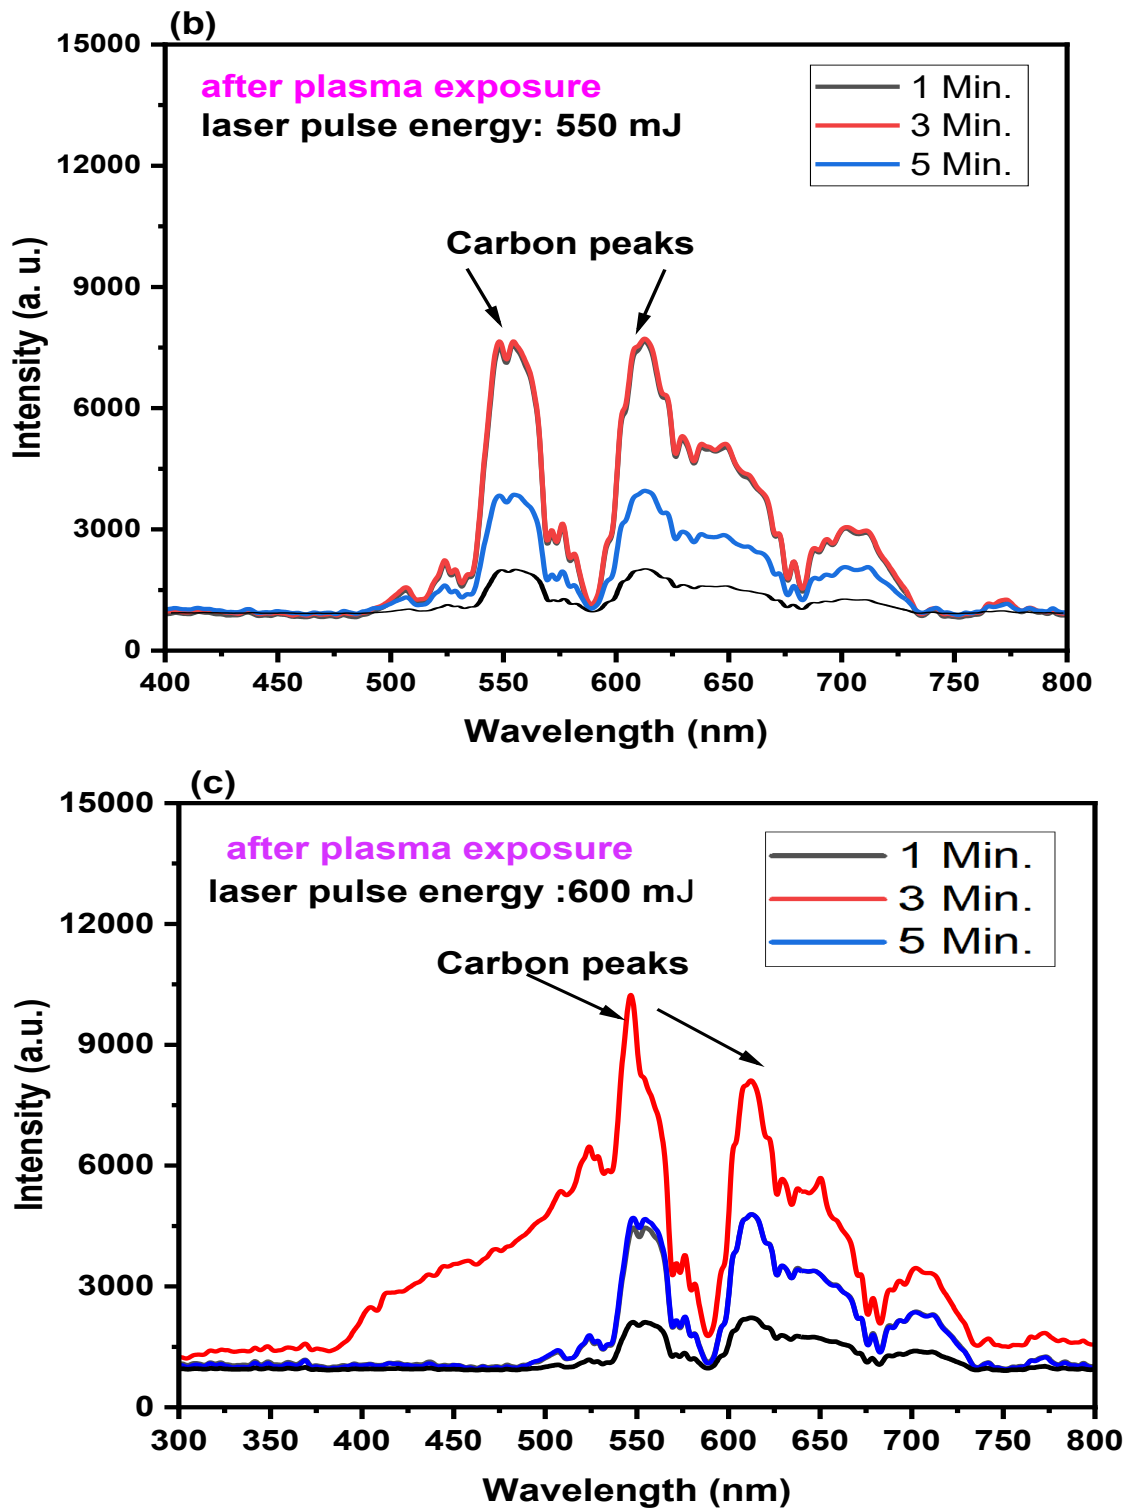 (b)
15000
12000
9000
6000
3000
0
Intensity (a. u.)
after plasma exposure
laser pulse energy: 550 mJ
1 Min.
3 Min.
5 Min.
Carbon peaks
400 450 500 550 600 650 700 750 800
Wavelength (nm)
(c)
15000
12000
9000
6000
3000
0
Intensity (a.u.)
after plasma exposure
laser pulse energy :600 mJ
1 Min.
3 Min.
5 Min.
Carbon peaks
300 350 400 450 500 550 600 650 700 750 800
Wavelength (nm)